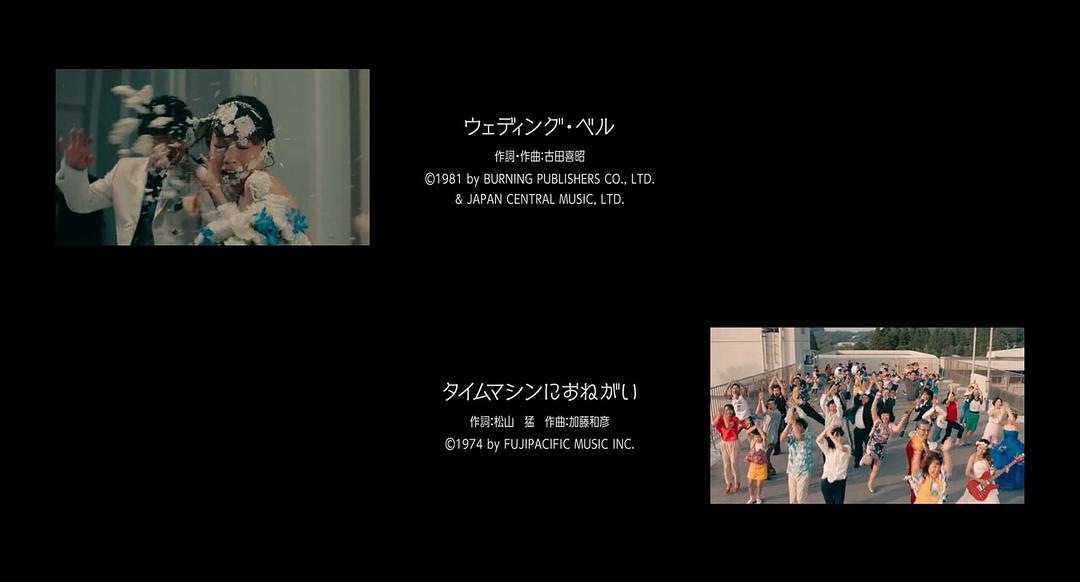 ウェディング・ベル
作詞・作曲:古田喜昭
©1981 by BURNING PUBLISHERS CO., LTD.
& JAPAN CENTRAL MUSIC, LTD.
タイムマシンにおねがい
作詞:松山　猛　作曲:加藤和彦
©1974 by FUJIPACIFIC MUSIC INC.